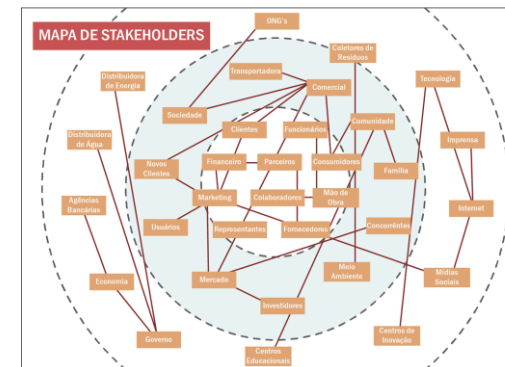 MAPA DE STAKEHOLDERS
ONG's
Coletores de
Resíduos
Distribuidora
de Energia
Transportadora
Comercial
Tecnologia
Sociedade
Clientes
Funcionários
Comunidade
Distribuidora
de Água
Imprensa
Novos
Clientes
Financeiro
Parceiros
Consumidores
Família
Agências
Bancárias
Marketing
Colaboradores
Mão de
Obra
Internet
Usuários
Representantes
Fornecedores
Concorrêntes
Economia
Mercado
Meio
Ambiente
Mídias
Sociais
Investidores
Governo
Centros
Educacionais
Centros de
Inovação